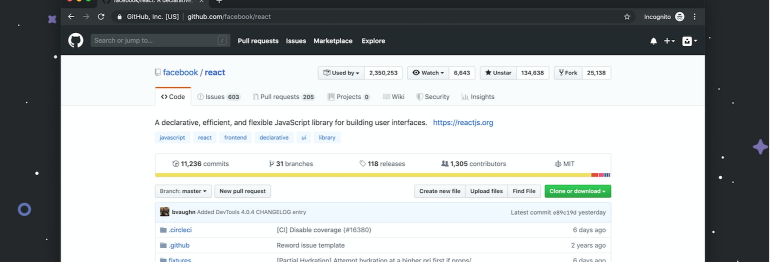 facebook/react: A declarative,
GitHub, Inc. [US] | github.com/facebook/react
Incognito
Search or jump to...
/
Pull requests Issues Marketplace Explore
facebook / react
Used by 2,350,253 Watch 6,643 Unstar 134,638 Fork 25,138
Code Issues 603 Pull requests 205 Projects 0 Wiki Security Insights
A declarative, efficient, and flexible JavaScript library for building user interfaces. https://reactjs.org
javascript react frontend declarative ui library
11,236 commits 31 branches 118 releases 1,305 contributors MIT
Branch: master New pull request Create new file Upload files Find File Clone or download
bvaughn Added DevTools 4.0.4 CHANGELOG entry Latest commit e89c19d yesterday
.circleci [CI] Disable coverage (#16380) 6 days ago
.github Reword issue template 2 years ago
fixtures [Partial Hydration] Attempt hydration at a higher pri first if props/ 6 days ago